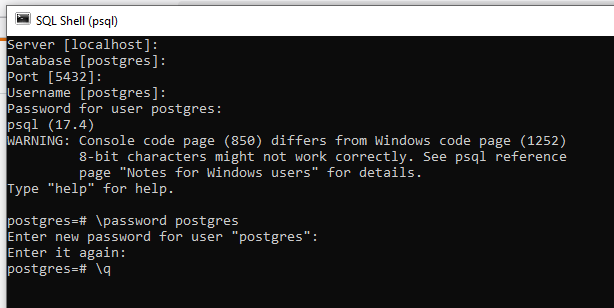 SQL Shell (psql)
Server [localhost]:
Database [postgres]:
Port [5432]:
Username [postgres]:
Password for user postgres:
psql (17.4)
WARNING: Console code page (850) differs from Windows code page (1252)
         8-bit characters might not work correctly. See psql reference
         page "Notes for Windows users" for details.
Type "help" for help.

postgres=# \password postgres
Enter new password for user "postgres":
Enter it again:
postgres=# \q